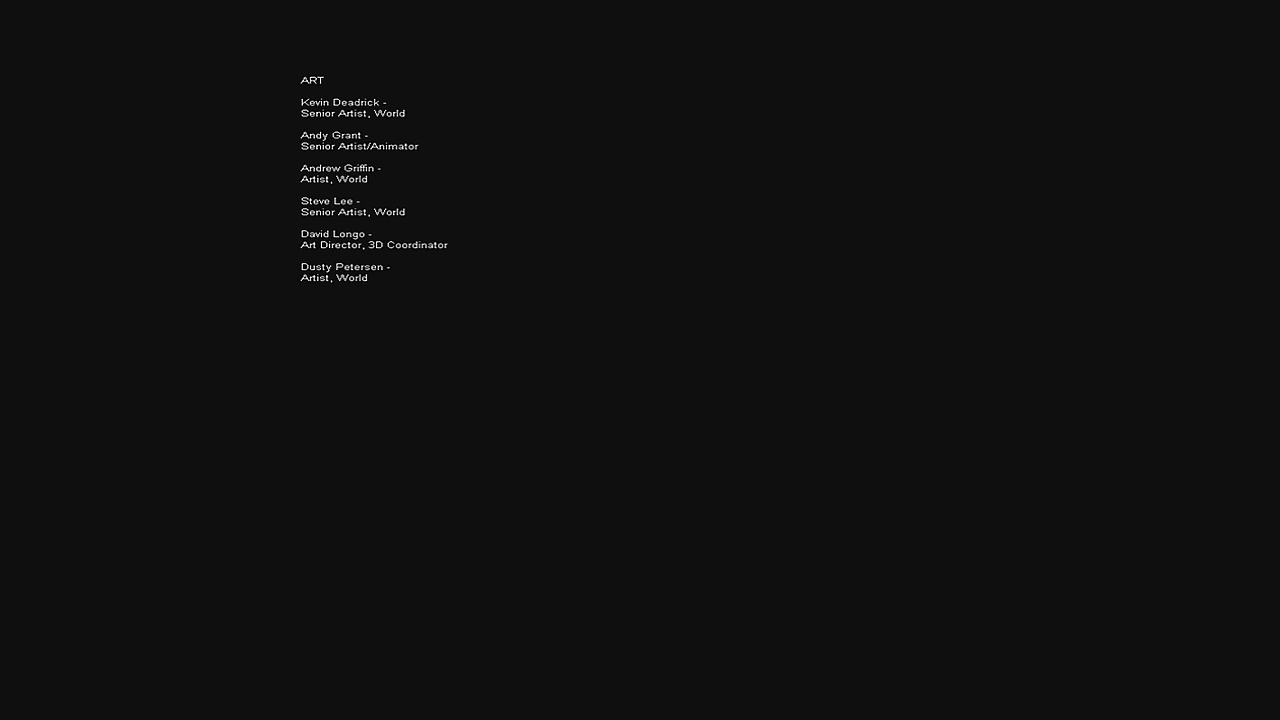 ART
Kevin Deadrick -
Senior Artist, World
Andy Grant -
Senior Artist/Animator
Andrew Griffin -
Artist, World
Steve Lee -
Senior Artist, World
David Longo -
Art Director, 3D Coordinator
Dusty Petersen -
Artist, World